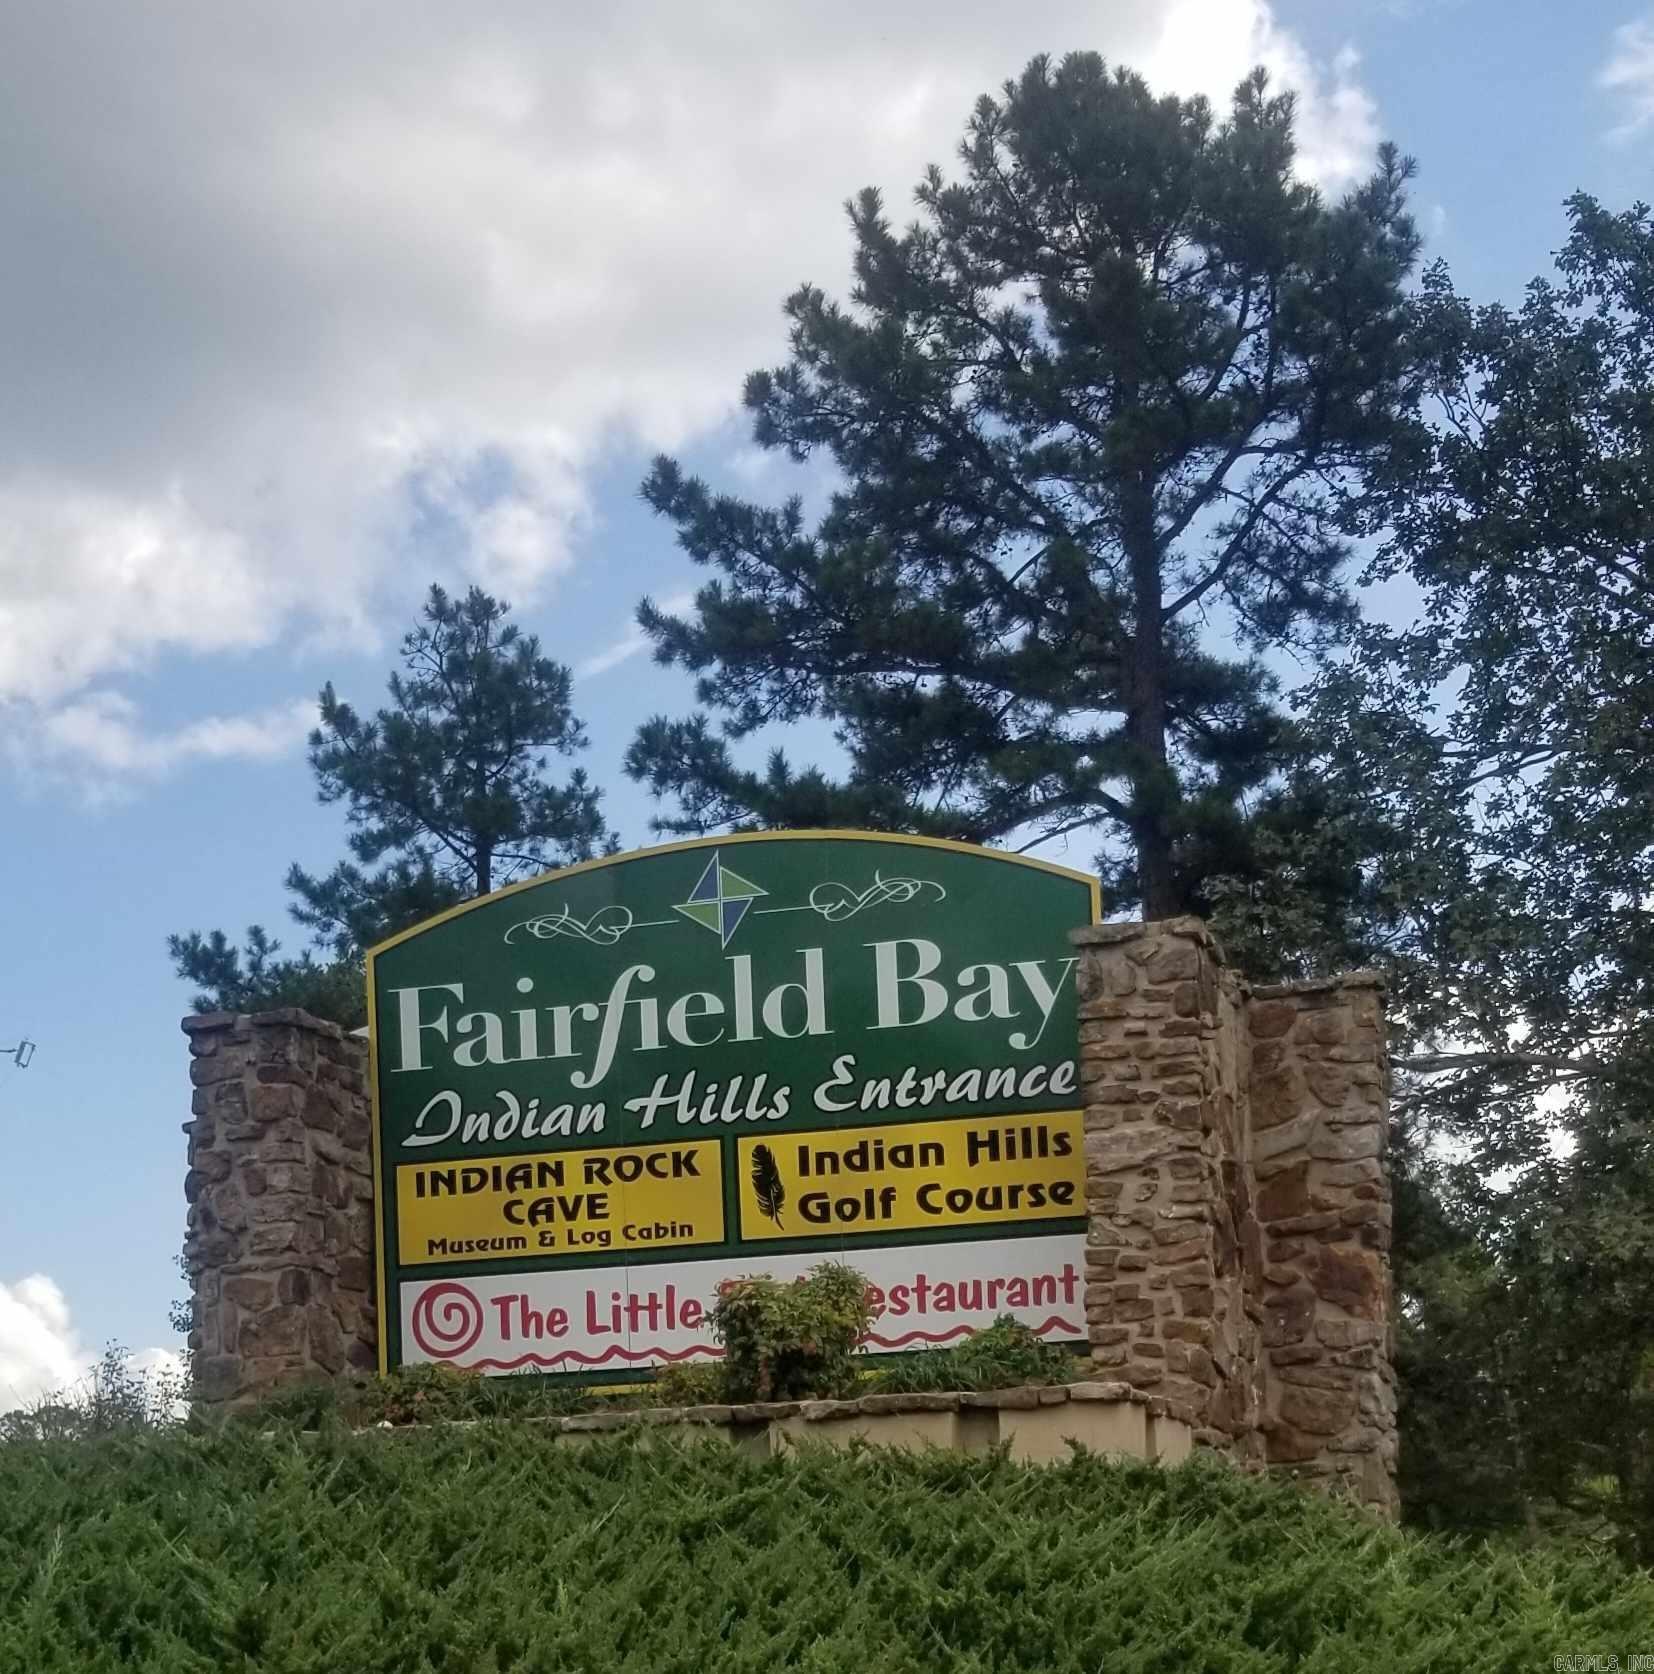 Fairfield Bay
Indian Hills Entrance
INDIAN ROCK
CAVE
Museum & Log Cabin
Indian Hills
Golf Course
The Little
CARMLS, INC